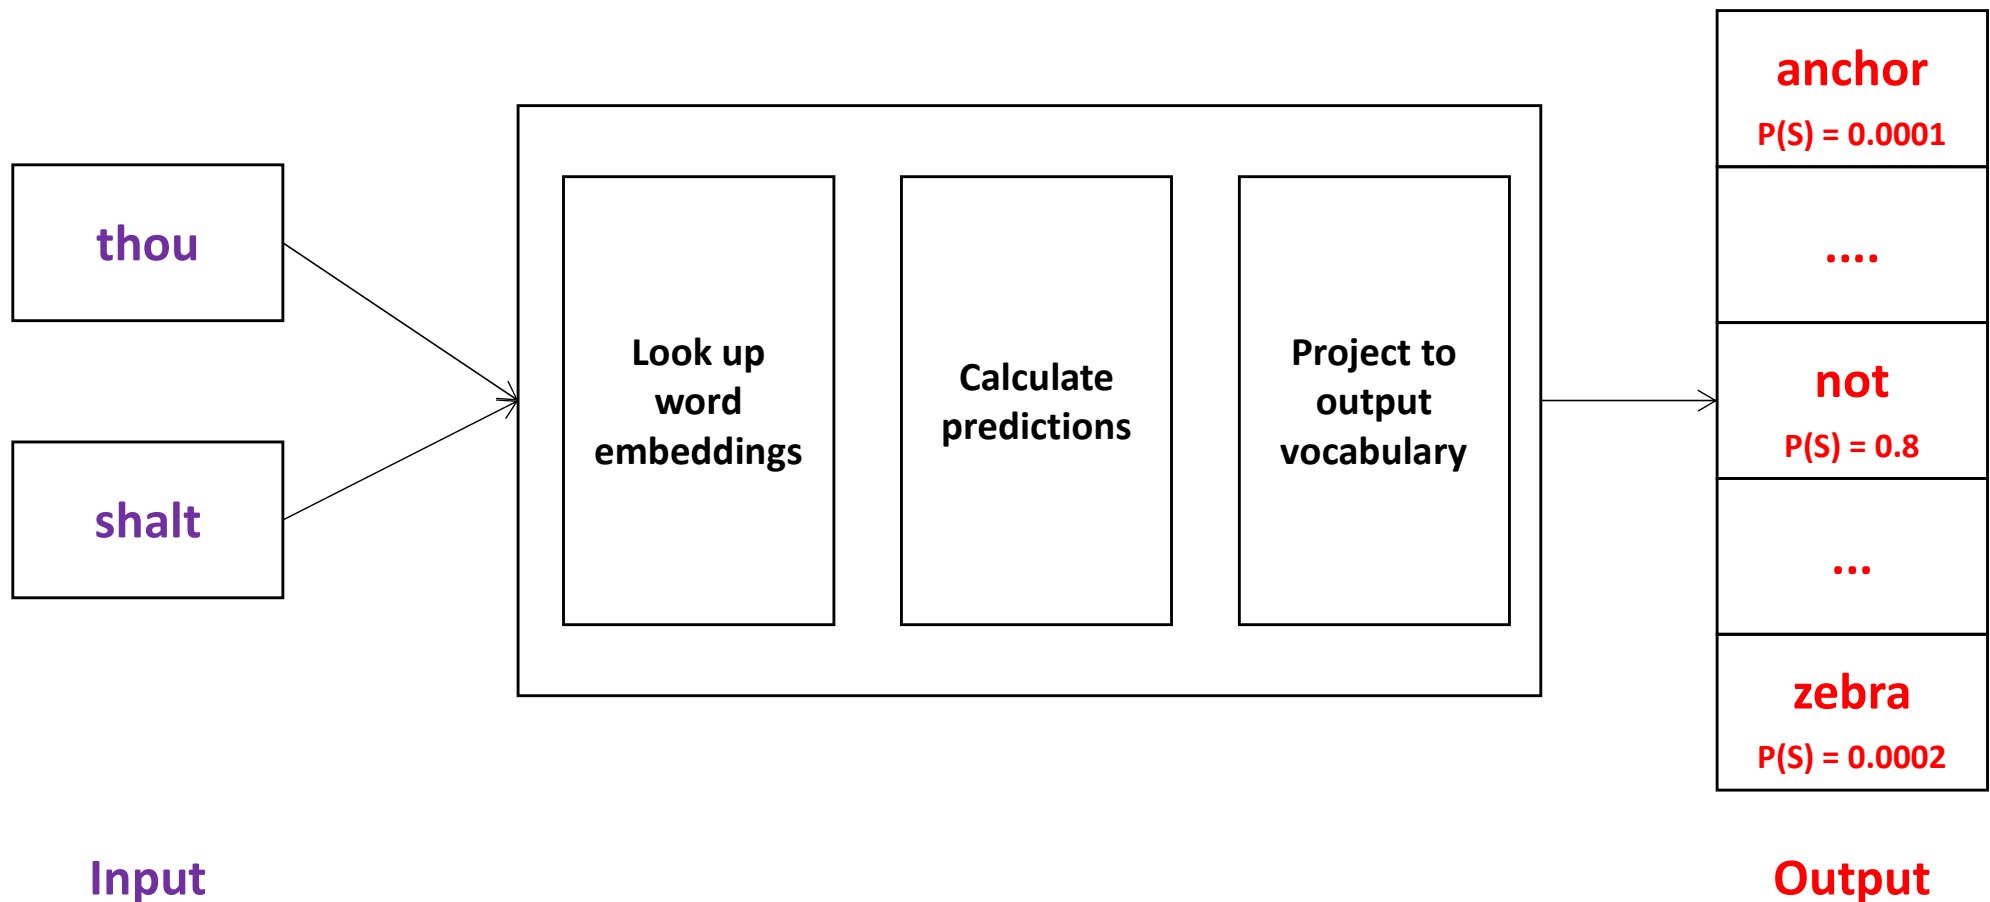 thou
shalt
Input
Look up
word
embeddings
Calculate
predictions
Project to
output
vocabulary
anchor
P(S) = 0.0001
....
not
P(S) = 0.8
...
zebra
P(S) = 0.0002
Output